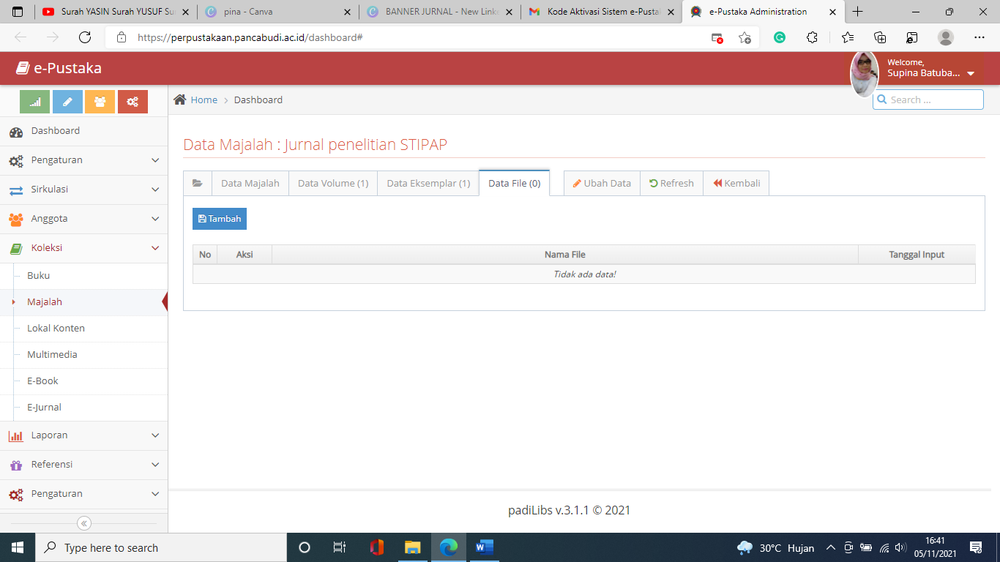 Surah YASIN Surah YUSUF Su
pina - Canva
BANNER JURNAL - New Linke
Kode Aktivasi Sistem e-Pustak
e-Pustaka Administration
https://perpustakaan.pancabudi.ac.id/dashboard#
e-Pustaka
Welcome,
Supina Batuba...
Home > Dashboard
Search ...
Dashboard
Pengaturan
Sirkulasi
Anggota
Koleksi
Buku
Majalah
Lokal Konten
Multimedia
E-Book
E-Jurnal
Laporan
Referensi
Pengaturan
Data Majalah : Jurnal penelitian STIPAP
Data Majalah Data Volume (1) Data Eksemplar (1) Data File (0) Ubah Data Refresh Kembali
Tambah
No Aksi Nama File Tanggal Input
Tidak ada data!
padiLibs v.3.1.1 © 2021
Type here to search
30°C Hujan
16:41
05/11/2021